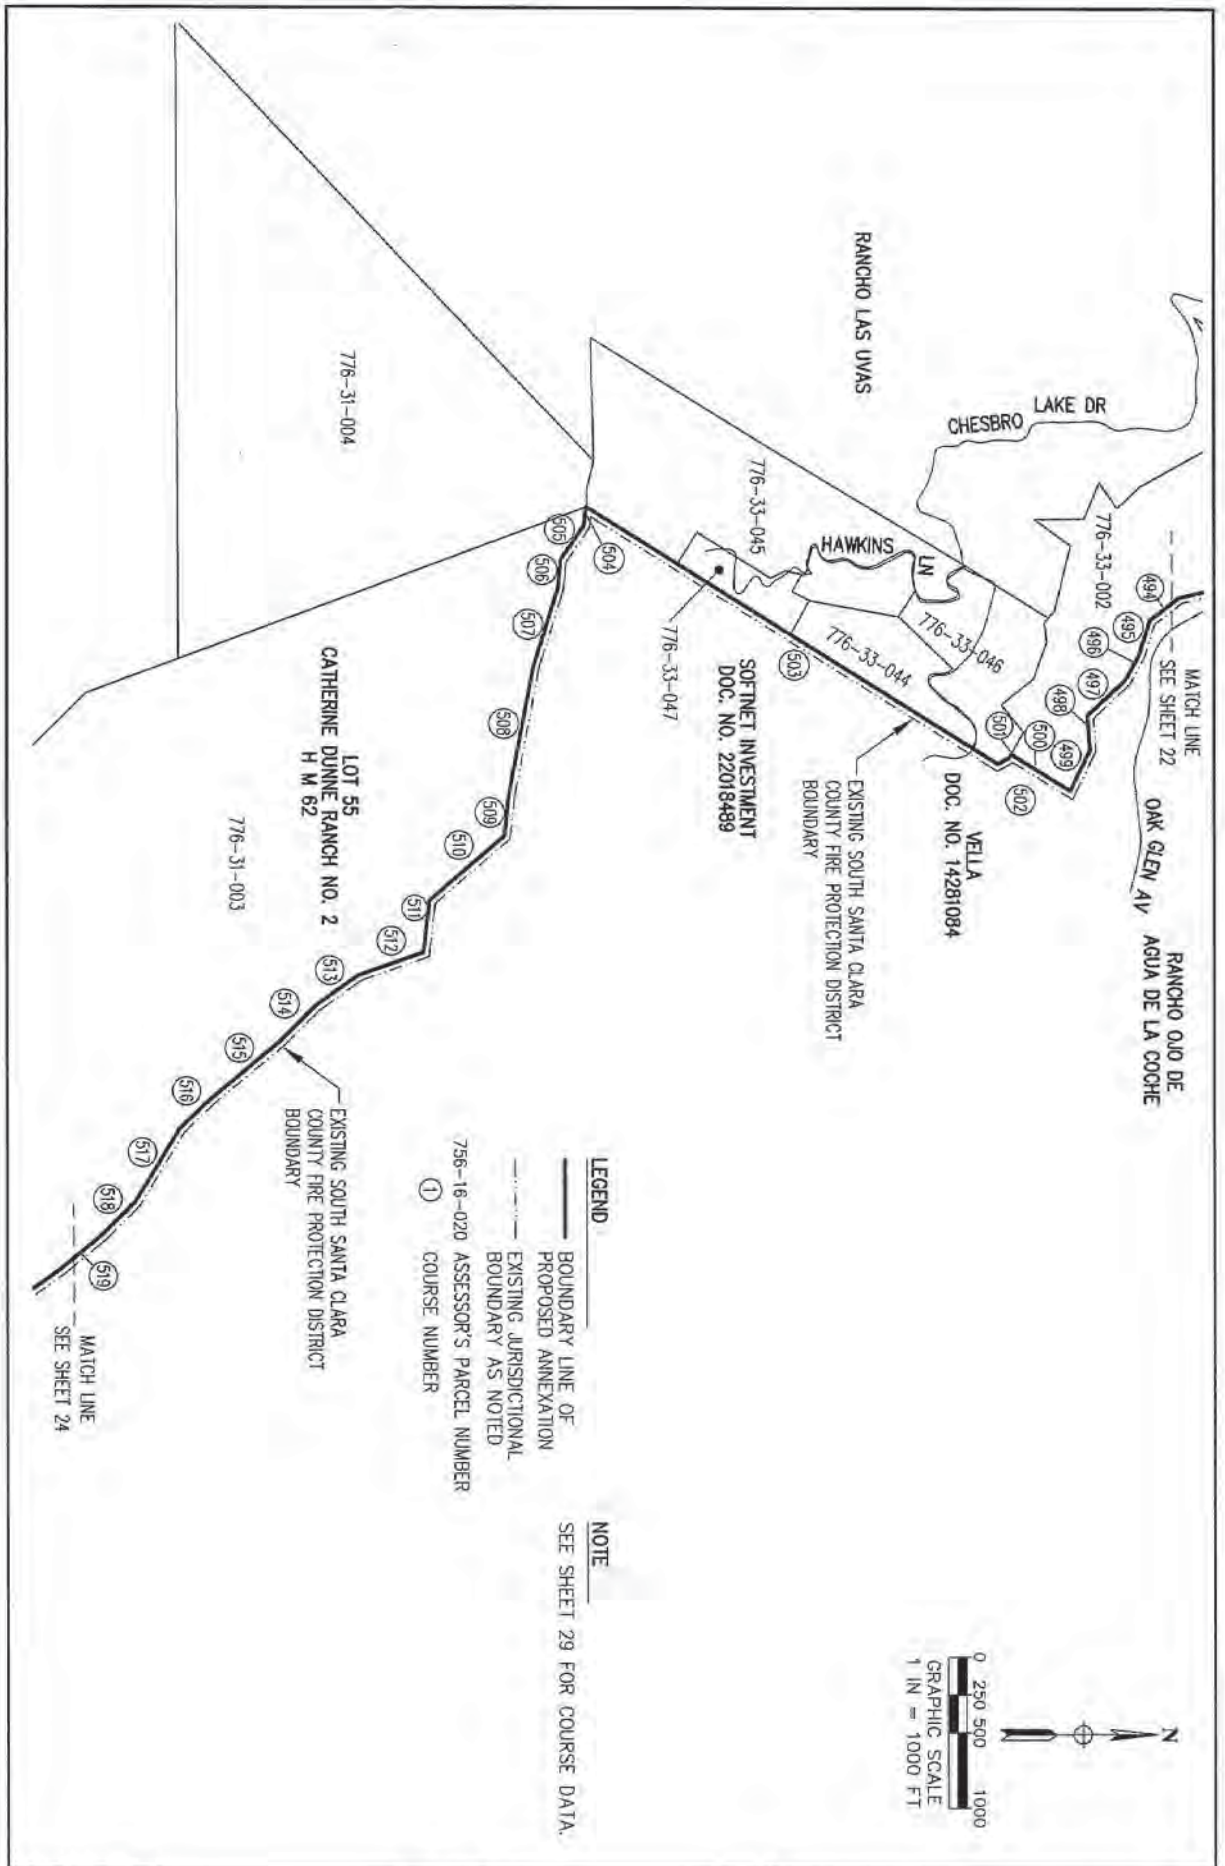 MATCH LINE
SEE SHEET 22
RANCHO OJO DE
AGUA DE LA COCHE
OAK GLEN AV
494
495
496
497
498
499
500
501
502
776-33-002
LAKE DR
CHESBRO
RANCHO LAS UVAS
HAWKINS
LN
776-33-046
776-33-044
776-33-045
VELLA
DOC. NO. 14281084
EXISTING SOUTH SANTA CLARA
COUNTY FIRE PROTECTION DISTRICT
BOUNDARY
503
SOFTNET INVESTMENT
DOC. NO. 22018489
776-33-047
504
505
506
507
508
509
510
511
512
513
514
515
516
517
518
519
776-31-004
LOT 55
CATHERINE DUNNE RANCH NO. 2
H M 62
776-31-003
EXISTING SOUTH SANTA CLARA
COUNTY FIRE PROTECTION DISTRICT
BOUNDARY
MATCH LINE
SEE SHEET 24
LEGEND
BOUNDARY LINE OF
PROPOSED ANNEXATION
EXISTING JURISDICTIONAL
BOUNDARY AS NOTED
756-16-020 ASSESSOR'S PARCEL NUMBER
1 COURSE NUMBER
NOTE
SEE SHEET 29 FOR COURSE DATA.
N
0 250 500 1000
GRAPHIC SCALE
1 IN = 1000 FT